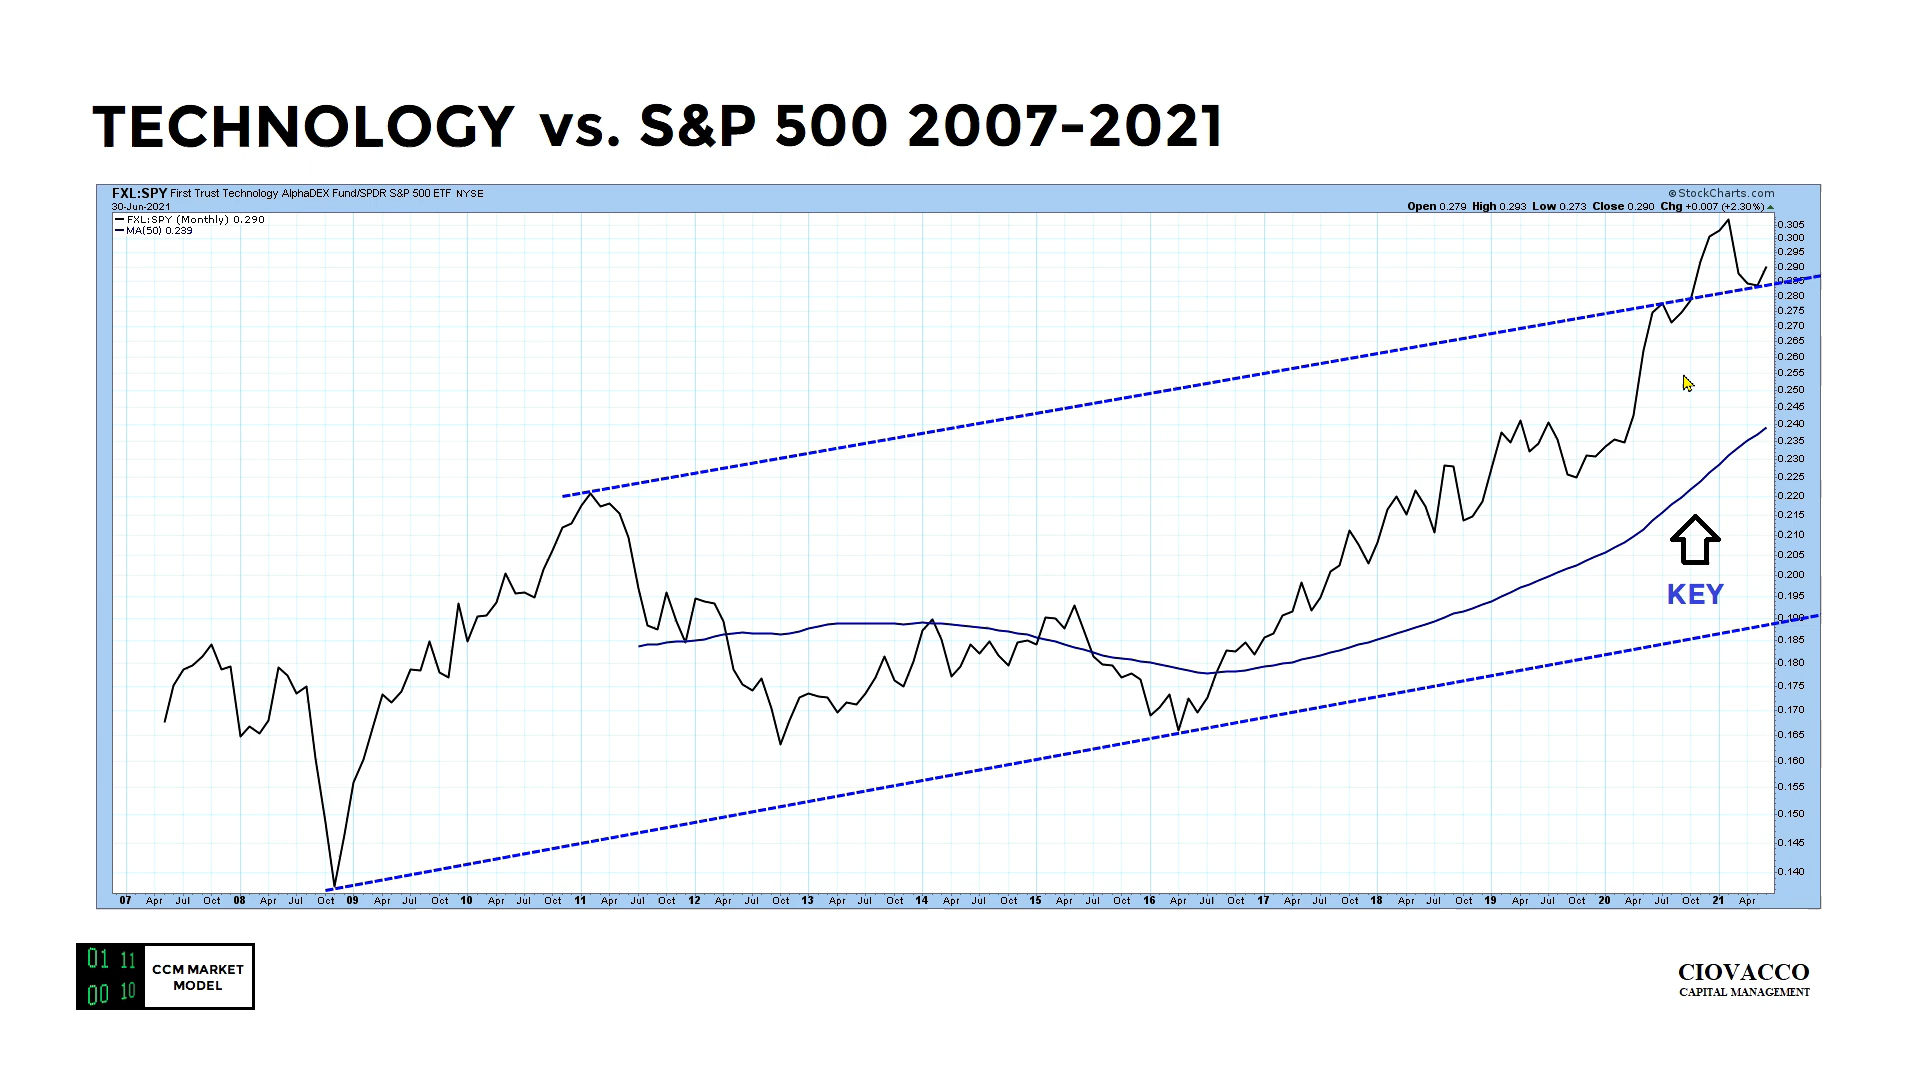 TECHNOLOGY vs. S&P 500 2007-2021
FXL:SPY First Trust Technology AlphaDEX Fund/SPDR S&P 500 ETF NYSE
© StockCharts.com
30-Jun-2021
Open 0.279 High 0.293 Low 0.273 Close 0.290 Chg +0.007 (+2.30%)
FXL:SPY (Monthly) 0.290
MA(50) 0.239
0.305
0.300
0.295
0.290
0.285
0.280
0.275
0.270
0.265
0.260
0.255
0.250
0.245
0.240
0.235
0.230
0.225
0.220
0.215
0.210
0.205
0.200
0.195
0.190
0.185
0.180
0.175
0.170
0.165
0.160
0.155
0.150
0.145
0.140
KEY
07 Apr Jul Oct 08 Apr Jul Oct 09 Apr Jul Oct 10 Apr Jul Oct 11 Apr Jul Oct 12 Apr Jul Oct 13 Apr Jul Oct 14 Apr Jul Oct 15 Apr Jul Oct 16 Apr Jul Oct 17 Apr Jul Oct 18 Apr Jul Oct 19 Apr Jul Oct 20 Apr Jul Oct 21 Apr
01 11
00 10
CCM MARKET
MODEL
CIOVACCO
CAPITAL MANAGEMENT